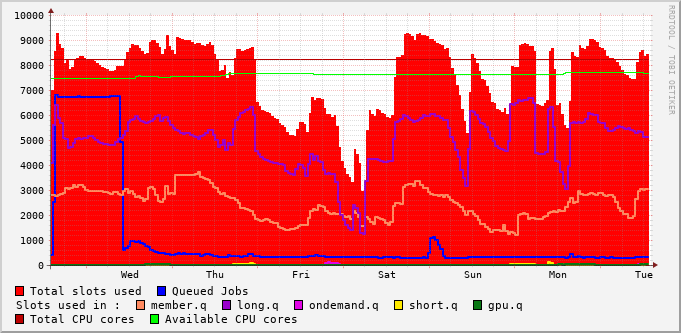 10000
9000
8000
7000
6000
5000
4000
3000
2000
1000
0
Wed Thu Fri Sat Sun Mon Tue
RRDTOOL / TOBI OETIKER
Total slots used Queued Jobs
Slots used in : member.q long.q ondemand.q short.q gpu.q
Total CPU cores Available CPU cores